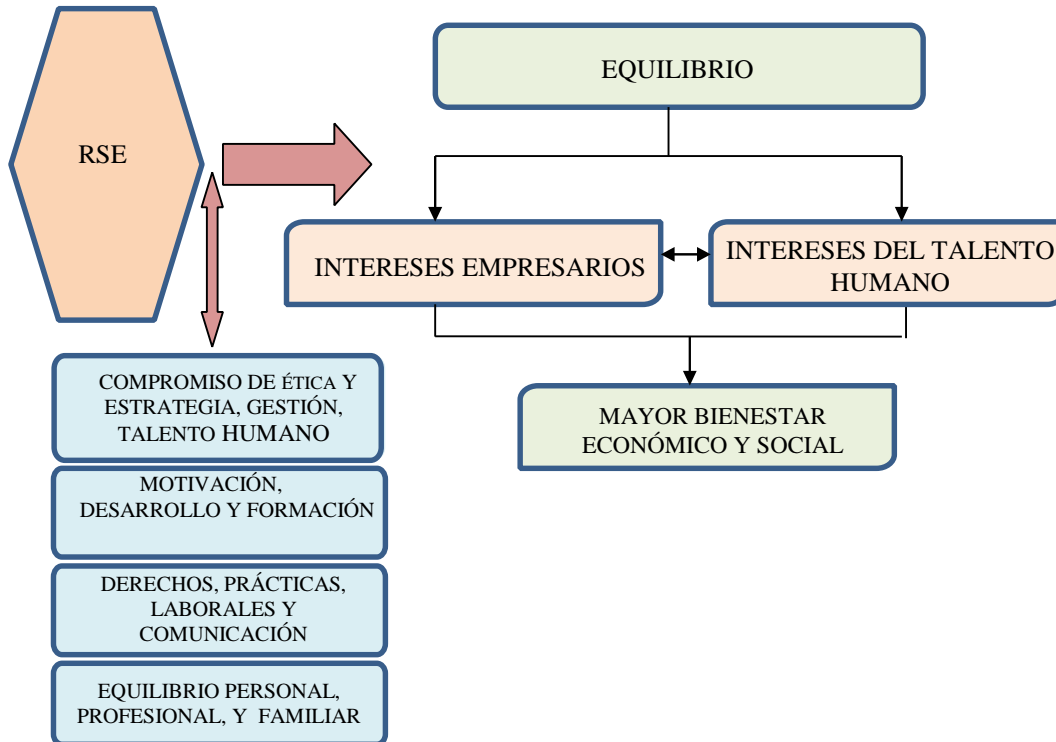 RSE
EQUILIBRIO
INTERESES EMPRESARIOS
INTERESES DEL TALENTO
HUMANO
MAYOR BIENESTAR
ECONÓMICO Y SOCIAL
COMPROMISO DE ÉTICA Y
ESTRATEGIA, GESTIÓN,
TALENTO HUMANO
MOTIVACIÓN,
DESARROLLO Y FORMACIÓN
DERECHOS, PRÁCTICAS,
LABORALES Y
COMUNICACIÓN
EQUILIBRIO PERSONAL,
PROFESIONAL, Y FAMILIAR